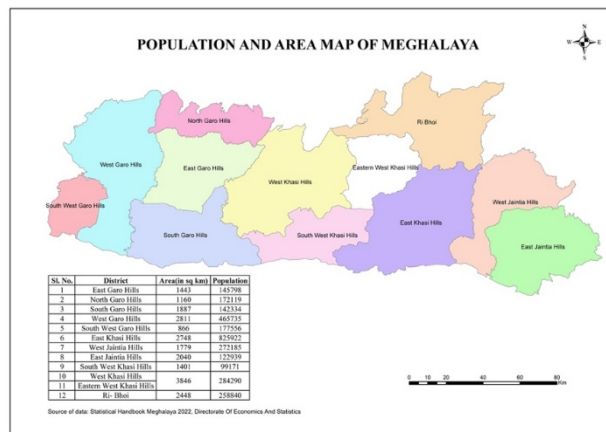 POPULATION AND AREA MAP OF MEGHALAYA
N
W E
S
North Garo Hills
Ri Bhoi
West Garo Hills
East Garo Hills
Eastern West Khasi Hills
West Khasi Hills
South West Garo Hills
West Jaintia Hills
East Khasi Hills
South Garo Hills
South West Khasi Hills
East Jaintia Hills
Sl. No. District Area(in sq km) Population
1 East Garo Hills 1443 145798
2 North Garo Hills 1160 172119
3 South Garo Hills 1887 142334
4 West Garo Hills 2811 465735
5 South West Garo Hills 866 177556
6 East Khasi Hills 2748 825922
7 West Jaintia Hills 1779 272185
8 East Jaintia Hills 2040 122939
9 South West Khasi Hills 1401 99171
10 West Khasi Hills 3846 284290
11 Eastern West Khasi Hills
12 Ri- Bhoi 2448 258840
0 10 20 40 60 80
Km
Source of data: Statistical Handbook Meghalaya 2022, Directorate Of Economics And Statistics